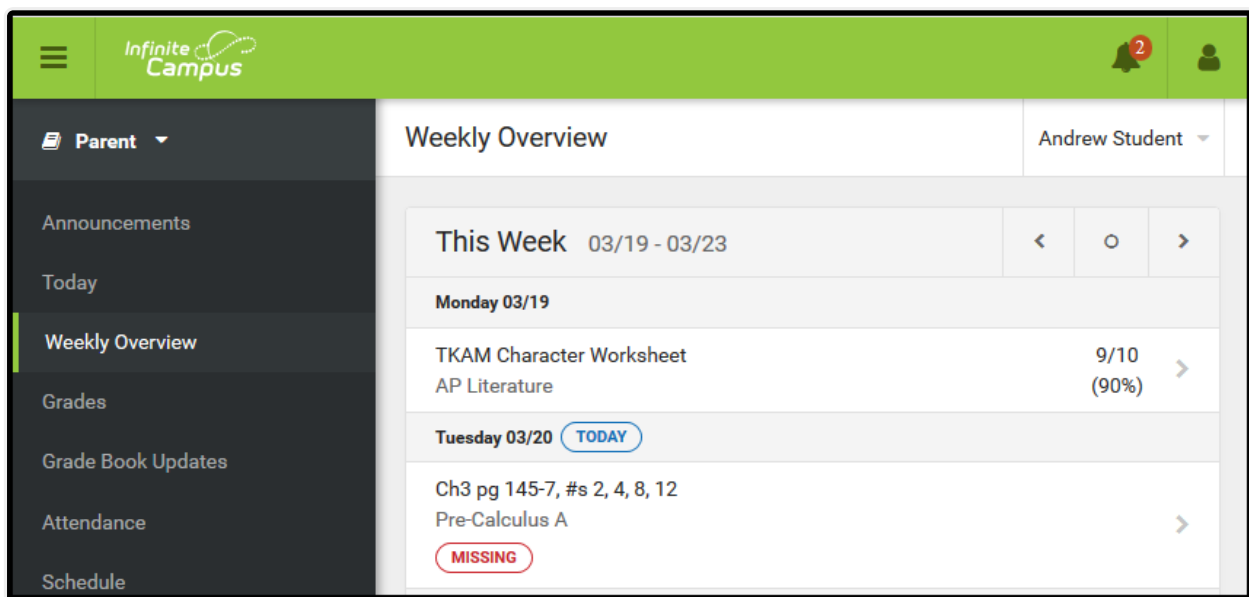 Infinite
Campus
2
Parent
Weekly Overview
Andrew Student
Announcements
Today
Weekly Overview
Grades
Grade Book Updates
Attendance
Schedule
This Week 03/19 - 03/23
Monday 03/19
TKAM Character Worksheet
AP Literature
9/10
(90%)
Tuesday 03/20 TODAY
Ch3 pg 145-7, #s 2, 4, 8, 12
Pre-Calculus A
MISSING